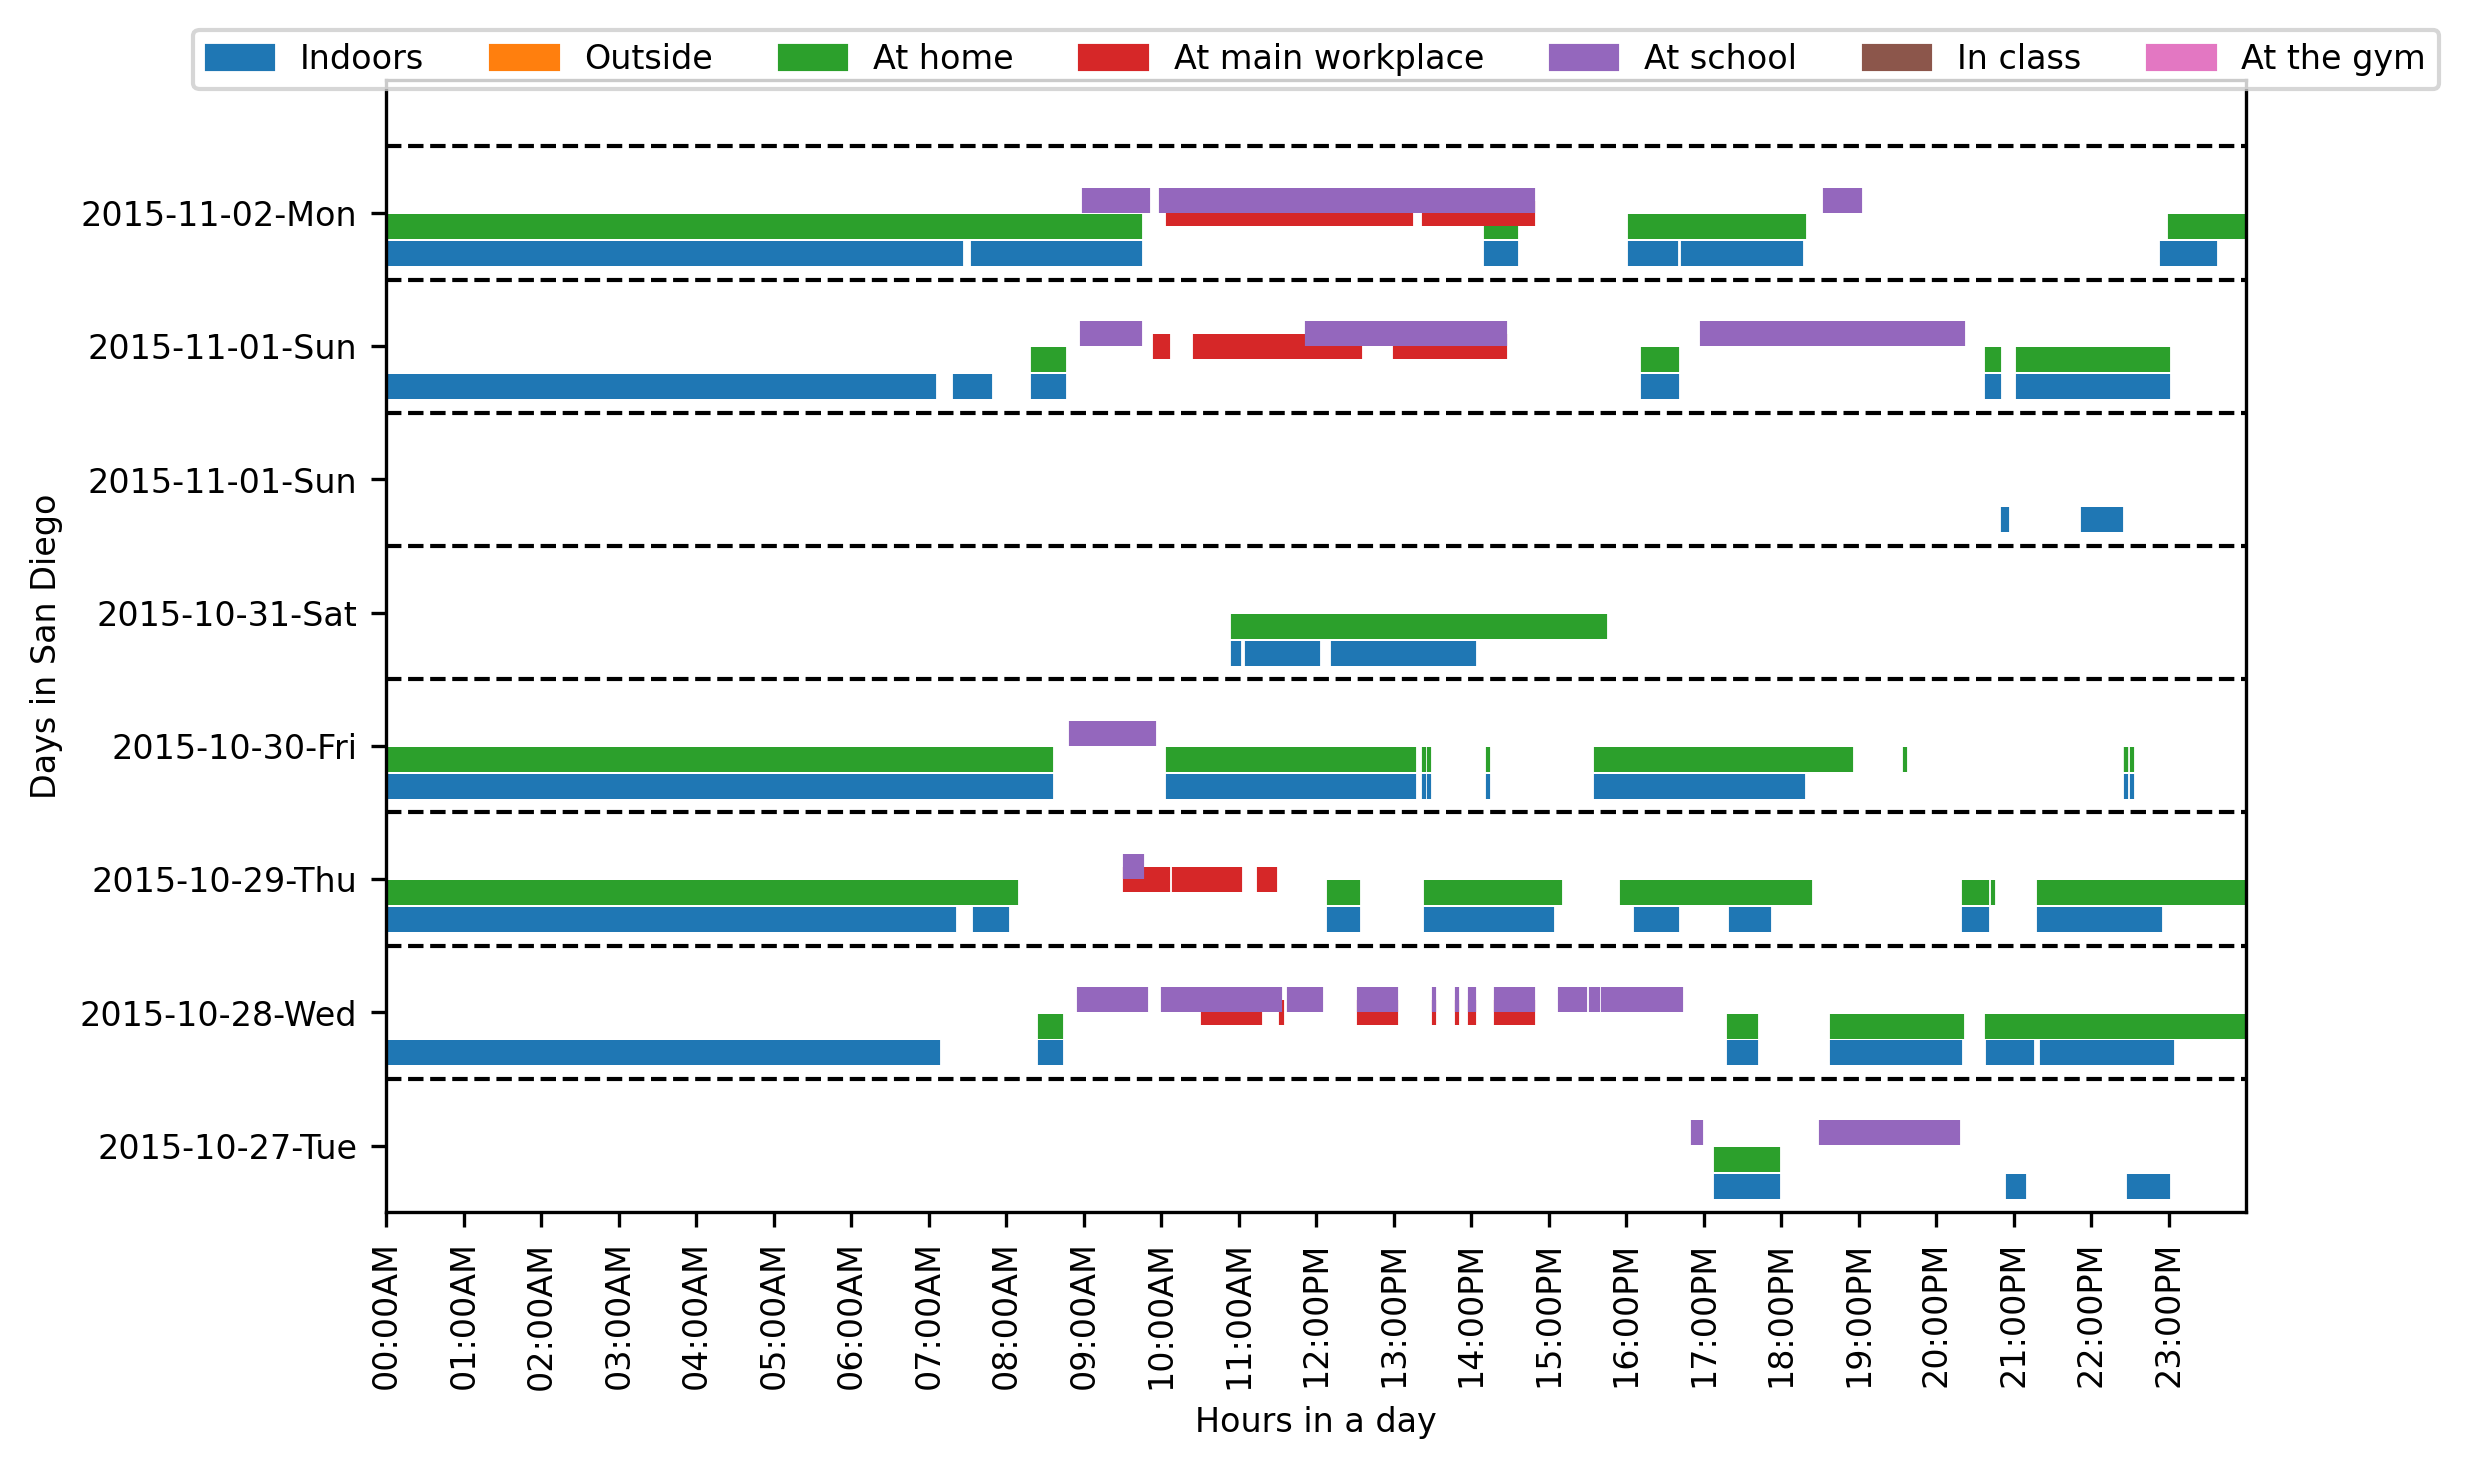 Indoors Outside At home At main workplace At school In class At the gym
2015-11-02-Mon
2015-11-01-Sun
2015-11-01-Sun
2015-10-31-Sat
2015-10-30-Fri
2015-10-29-Thu
2015-10-28-Wed
2015-10-27-Tue
Days in San Diego
00:00AM
01:00AM
02:00AM
03:00AM
04:00AM
05:00AM
06:00AM
07:00AM
08:00AM
09:00AM
10:00AM
11:00AM
12:00PM
13:00PM
14:00PM
15:00PM
16:00PM
17:00PM
18:00PM
19:00PM
20:00PM
21:00PM
22:00PM
23:00PM
Hours in a day